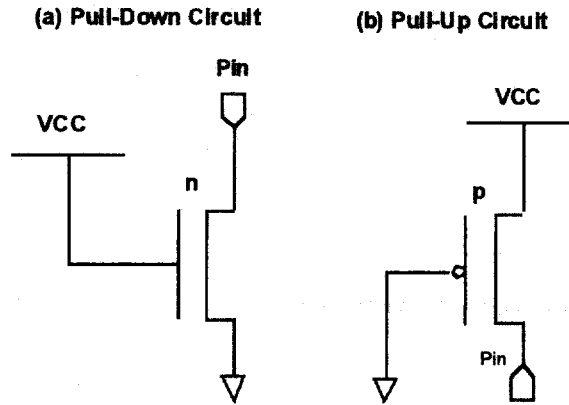 (a) Pull-Down Circuit
(b) Pull-Up Circuit
Pin
VCC
n
VCC
p
Pin